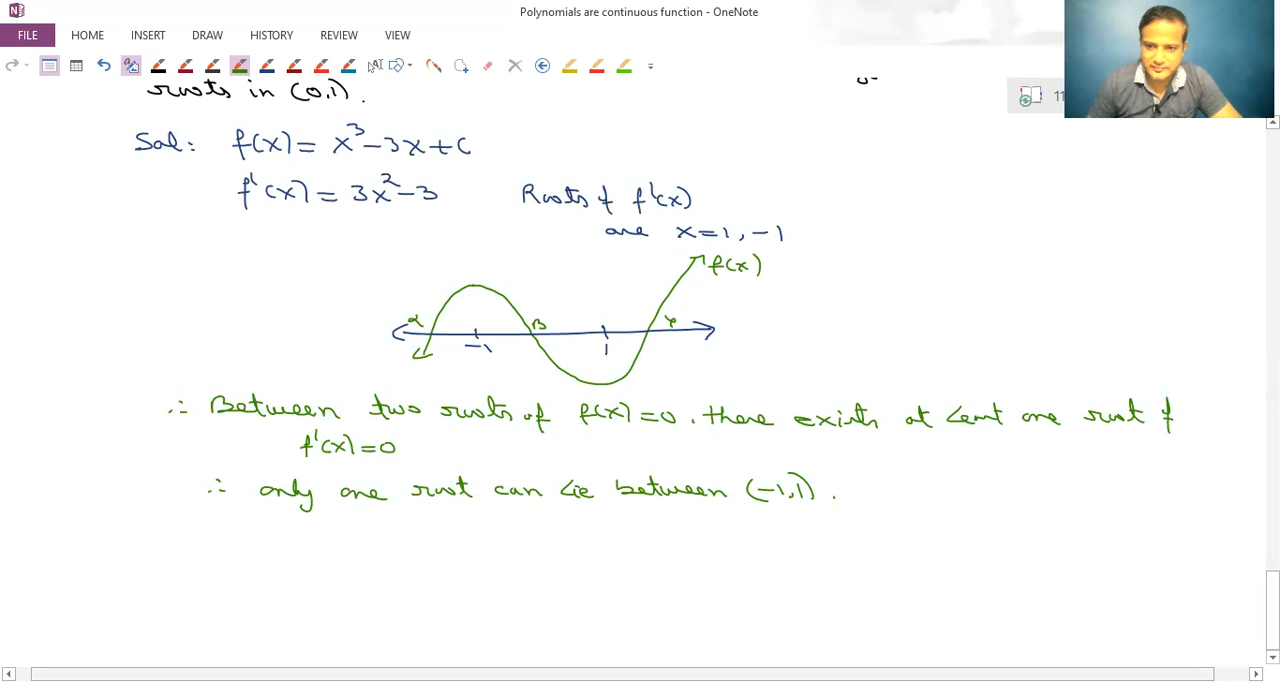 Polynomials are continuous function - OneNote
FILE HOME INSERT DRAW HISTORY REVIEW VIEW
11
roots in (0,1).
Sol: f(x) = x³-3x+c
f'(x) = 3x²-3 Roots of f'(x)
are x=1, -1
f(x)
α β γ
-1 1
∴ Between two roots of f(x)=0, there exists at least one root of
f'(x)=0
∴ only one root can lie between (-1,1).